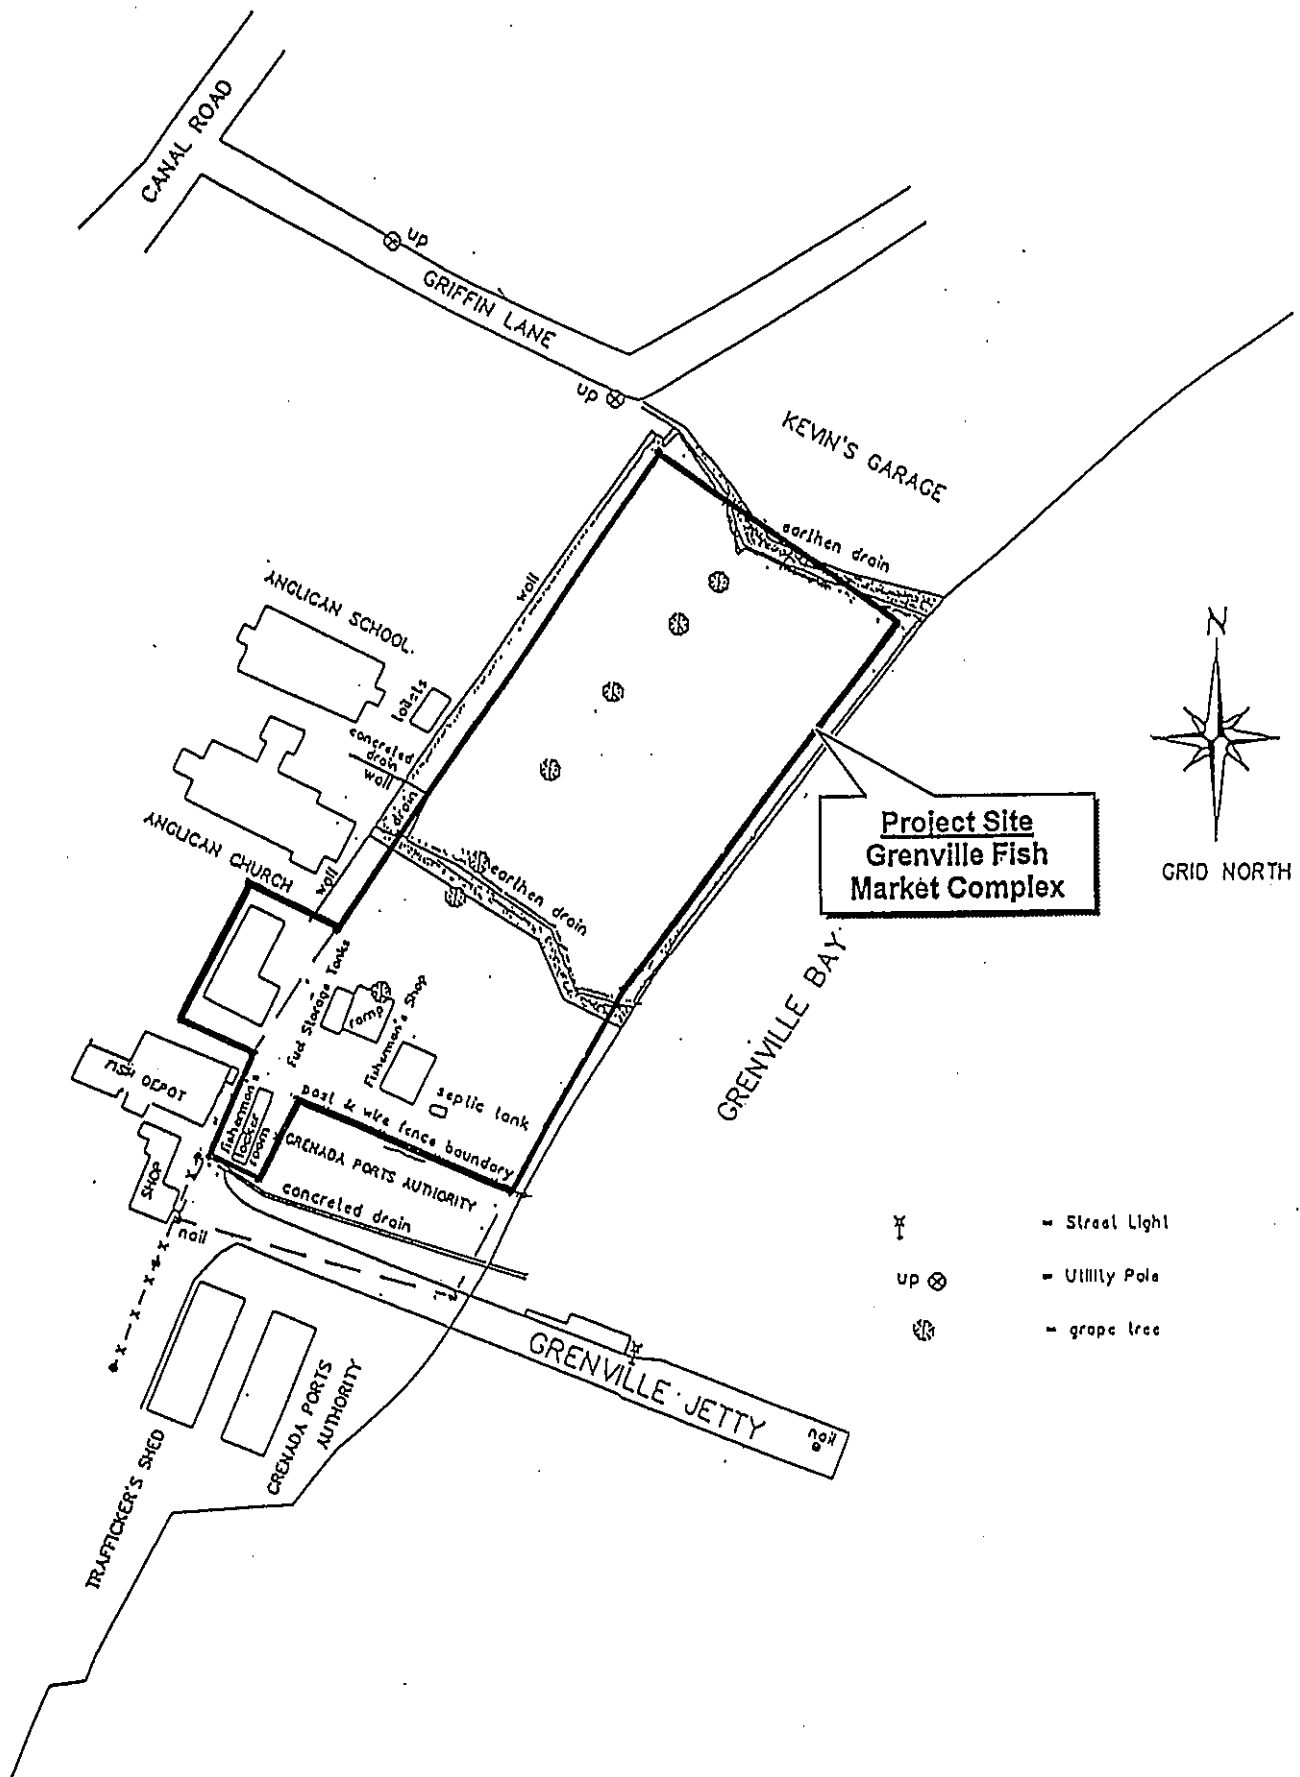 CANAL ROAD
up
GRIFFIN LANE
up
KEVIN'S GARAGE
earthen drain
wall
ANGLICAN SCHOOL
toilets
concreted
drain
wall
drain
ANGLICAN CHURCH
wall
earthen drain
N
GRID NORTH
Project Site
Grenville Fish
Market Complex
GRENVILLE BAY
Fuel Storage Tanks
ramp
Fisherman's Shop
septic tank
FISH DEPOT
Fisherman's
locker
room
post & wire fence boundary
GRENADA PORTS AUTHORITY
SHOP
concreted drain
nail
Street Light
up
Utility Pole
grape tree
GRENVILLE JETTY
nail
GRENADA PORTS
AUTHORITY
TRAFFICKER'S SHED